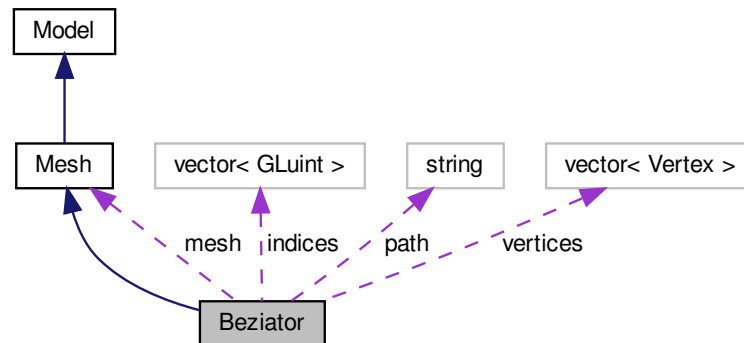 Model
Mesh
vector< GLuint >
string
vector< Vertex >
mesh
indices
path
vertices
Beziator